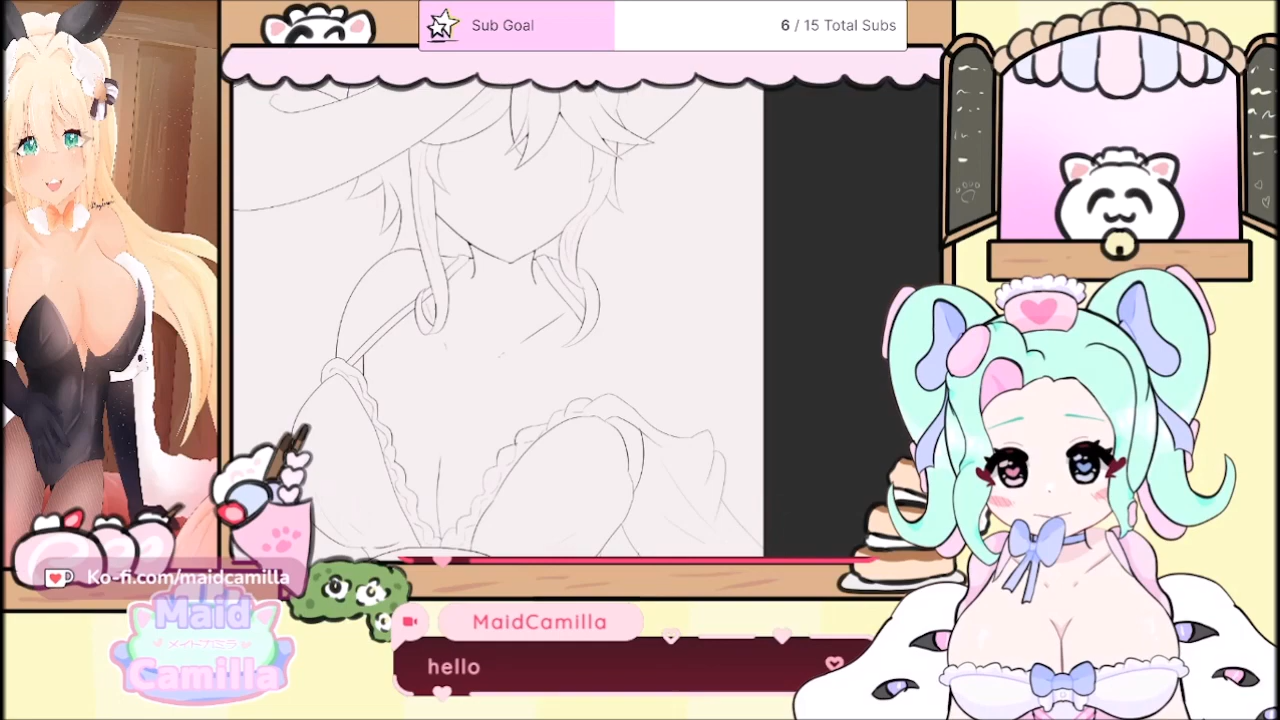 Sub Goal
6 / 15 Total Subs
Ko-fi.com/maidcamilla
Maid
メイドカミラ
Camilla
MaidCamilla
hello